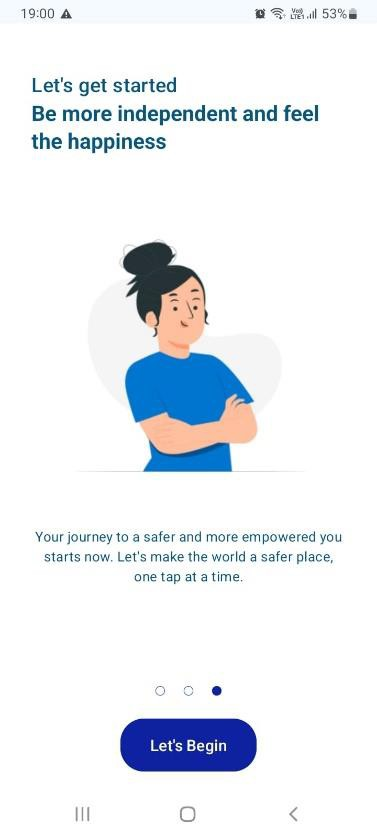 19:00
53%
Let's get started
Be more independent and feel
the happiness
Your journey to a safer and more empowered you
starts now. Let's make the world a safer place,
one tap at a time.
Let's Begin